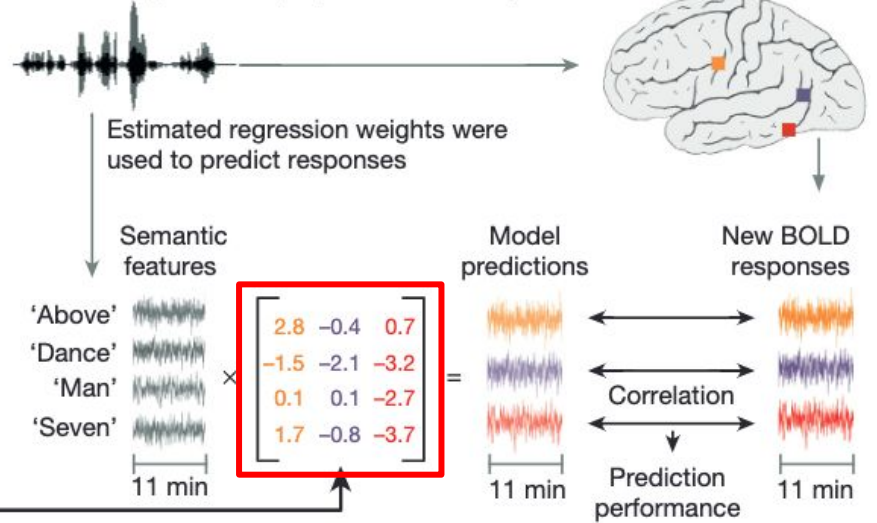 Estimated regression weights were
used to predict responses
Semantic
features
Model
predictions
New BOLD
responses
'Above'
'Dance'
'Man'
'Seven'
×
2.8 −0.4 0.7
−1.5 −2.1 −3.2
0.1 0.1 −2.7
1.7 −0.8 −3.7
=
Correlation
11 min
11 min
Prediction
performance
11 min